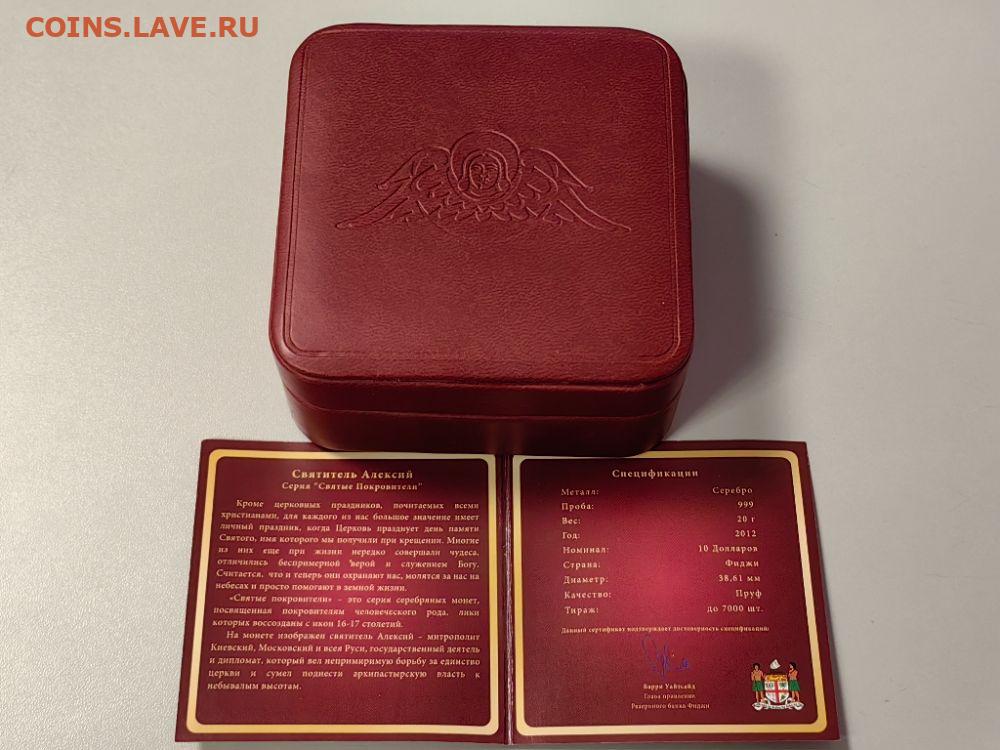 COINS.LAVE.RU
Святитель Алексий
Серия "Святые Покровители"
Кроме церковных праздников, почитаемых всеми
христианами, для каждого из нас большое значение имеет
личный праздник, когда Церковь празднует день памяти
Святого, имя которого мы получили при крещении. Многие
из них еще при жизни нередко совершали чудеса,
отличились беспримерной верой и служением Богу.
Считается, что и теперь они охраняют нас, молятся за нас на
небесах и просто помогают в земной жизни.
«Святые покровители» – это серия серебряных монет,
посвященная покровителям человеческого рода, лики
которых воссозданы с икон 16-17 столетий.
На монете изображен святитель Алексий – митрополит
Киевский, Московский и всея Руси, государственный деятель
и дипломат, который вел непримиримую борьбу за единство
церкви и сумел поднести архипастырскую власть к
небывалым высотам.
Спецификации
Металл: Серебро
Проба: 999
Вес: 20 г
Год: 2012
Номинал: 10 Долларов
Страна: Фиджи
Диаметр: 38,61 мм
Качество: Пруф
Тираж: до 7000 шт.
Данный сертификат подтверждает достоверность спецификации:
Барри Уайтсайд
Глава правления
Резервного банка Фиджи